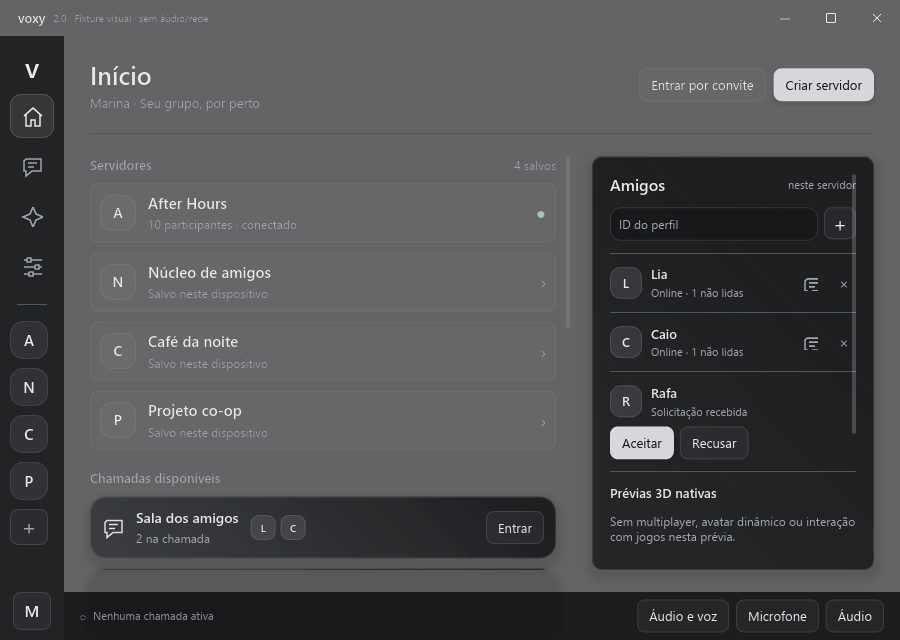 voxy 2.0 Fixture visual · sem áudio/rede
V
Início
Marina · Seu grupo, por perto
Entrar por convite
Criar servidor
Servidores
4 salvos
A
After Hours
10 participantes · conectado
N
Núcleo de amigos
Salvo neste dispositivo
C
Café da noite
Salvo neste dispositivo
P
Projeto co-op
Salvo neste dispositivo
Chamadas disponíveis
Sala dos amigos
2 na chamada
L
C
Entrar
Amigos
neste servidor
ID do perfil
+
L
Lia
Online · 1 não lidas
×
C
Caio
Online · 1 não lidas
×
R
Rafa
Solicitação recebida
Aceitar
Recusar
Prévias 3D nativas
Sem multiplayer, avatar dinâmico ou interação
com jogos nesta prévia.
A
N
C
P
+
M
○ Nenhuma chamada ativa
Áudio e voz
Microfone
Áudio